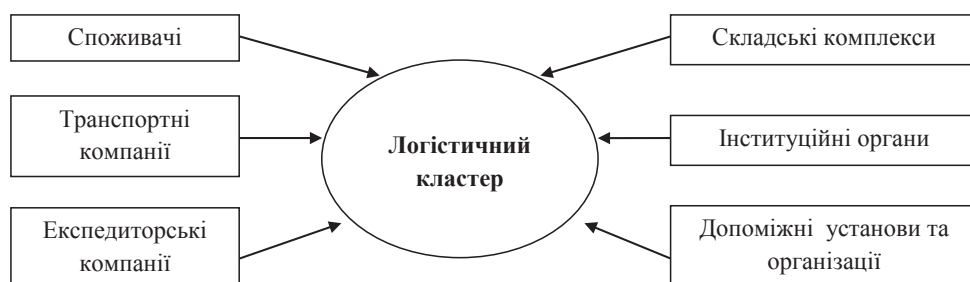 Споживачі
Транспортні
компанії
Експедиторські
компанії
Логістичний
кластер
Складські комплекси
Інституційні органи
Допоміжні установи та
організації